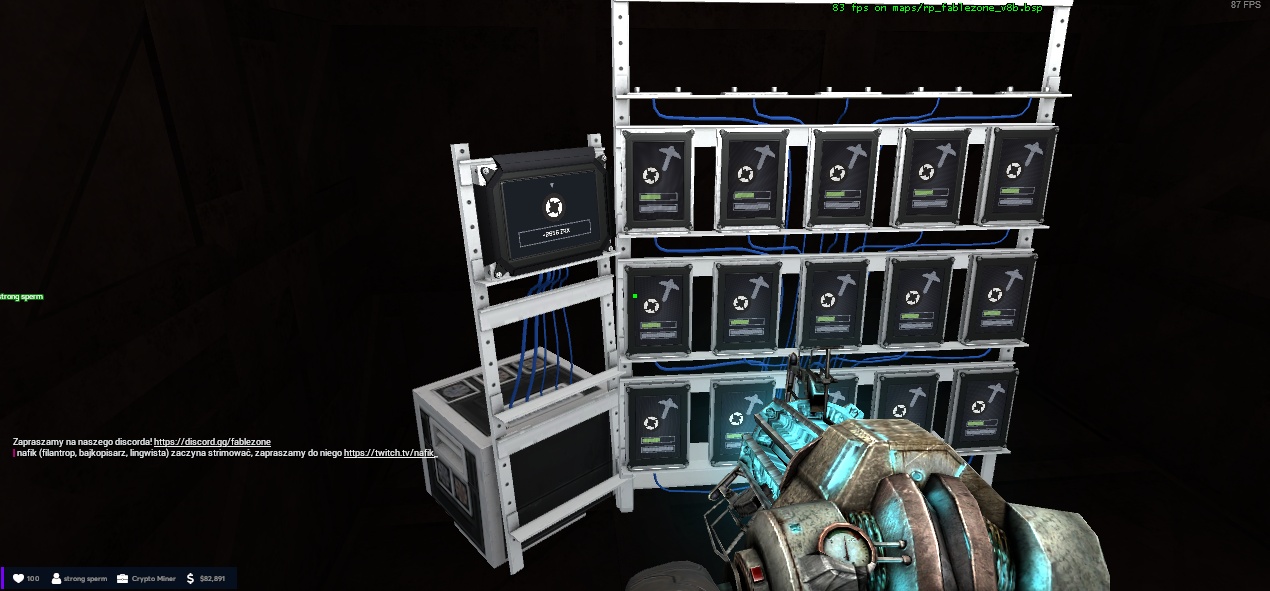 83 fps on maps/rp_fablezone_v8b.bsp
87 FPS
strong sperm
Zapraszamy na naszego discorda! https://discord.gg/fablezone
nafik (filantrop, bajkopisarz, lingwista) zaczyna strimować, zapraszamy do niego https://twitch.tv/nafik_
100 strong sperm Crypto Miner $82,891